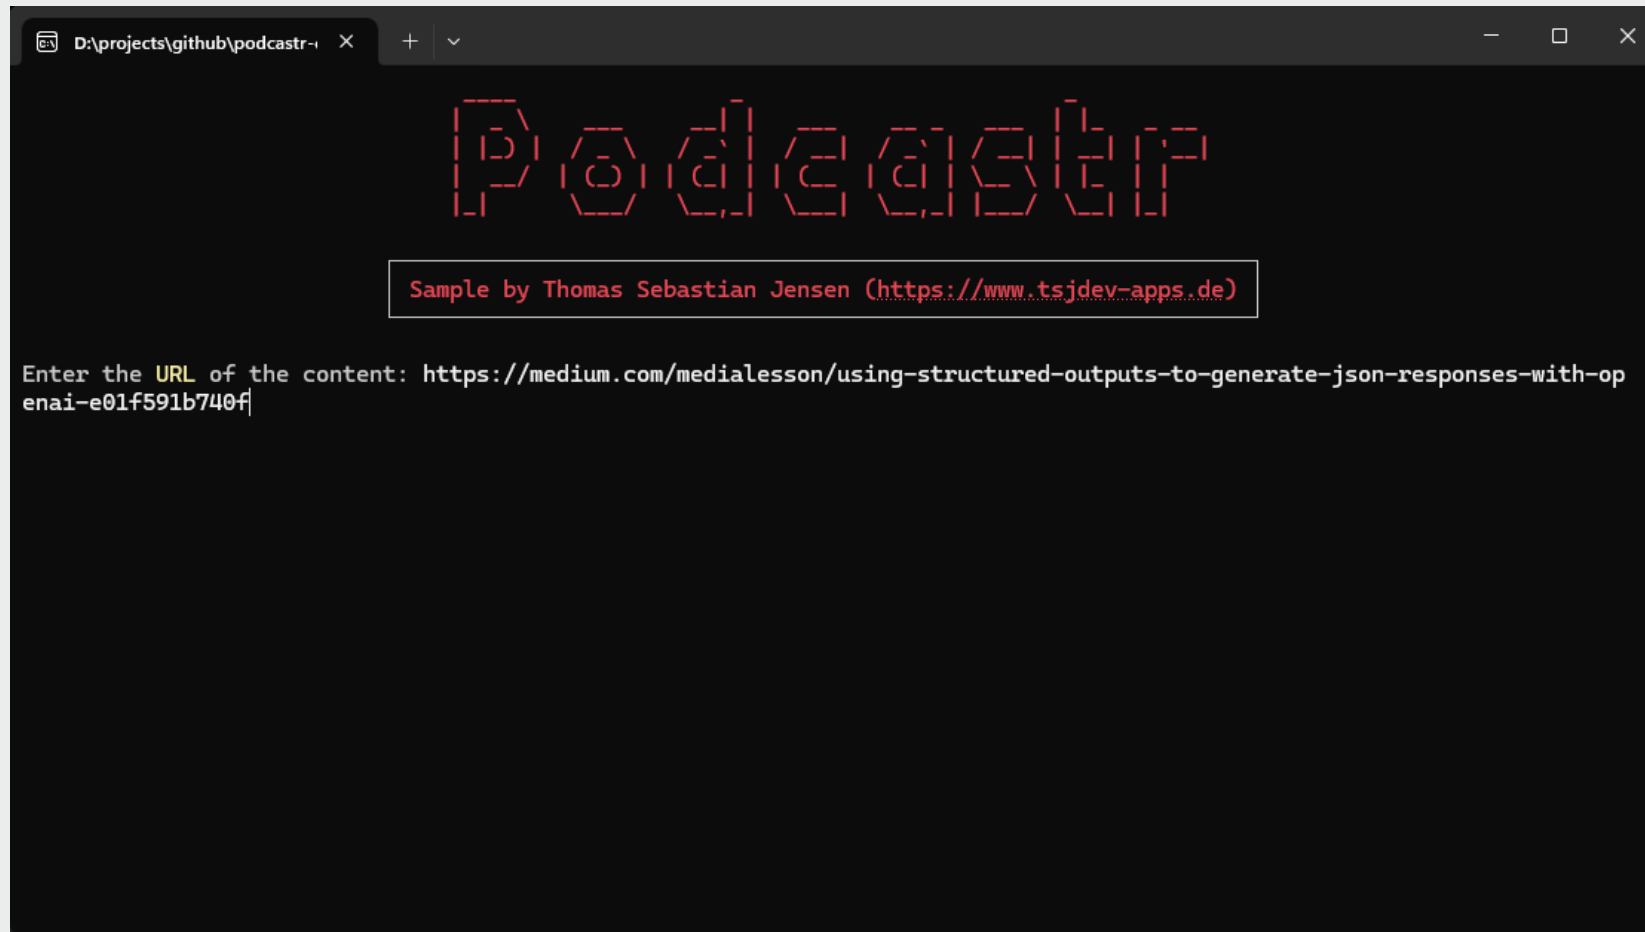 D:\projects\github\podcastr-
Podcastr
Sample by Thomas Sebastian Jensen (https://www.tsjdev-apps.de)
Enter the URL of the content: https://medium.com/medialesson/using-structured-outputs-to-generate-json-responses-with-op
enai-e01f591b740f